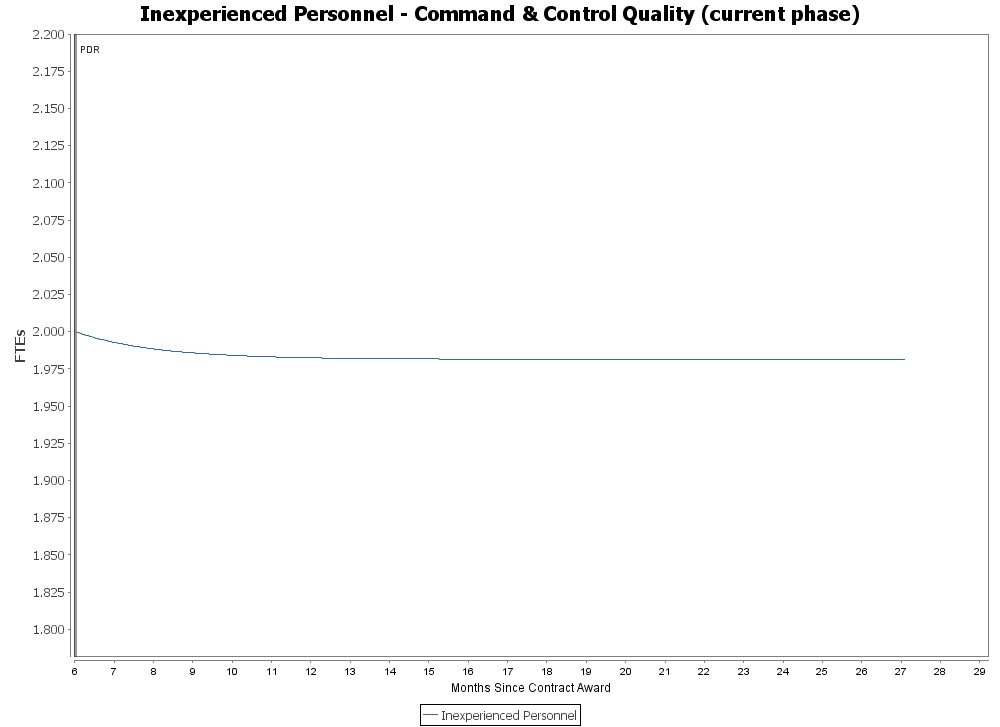 Inexperienced Personnel - Command & Control Quality (current phase)
2.200
PDR
2.175
2.150
2.125
2.100
2.075
2.050
2.025
2.000
FTEs
1.975
1.950
1.925
1.900
1.875
1.850
1.825
1.800
6 7 8 9 10 11 12 13 14 15 16 17 18 19 20 21 22 23 24 25 26 27 28 29
Months Since Contract Award
Inexperienced Personnel